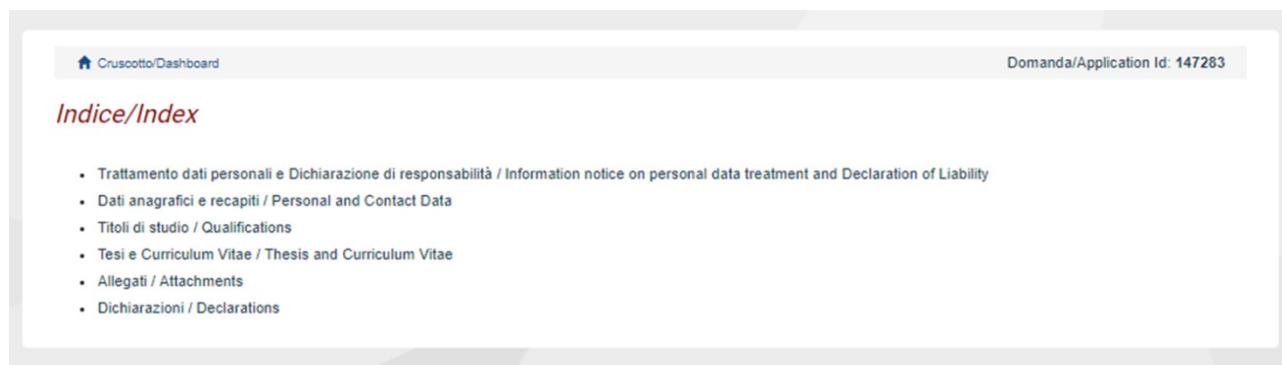 Cruscotto/Dashboard
Domanda/Application Id: 147283
Indice/Index
Trattamento dati personali e Dichiarazione di responsabilità / Information notice on personal data treatment and Declaration of Liability
Dati anagrafici e recapiti / Personal and Contact Data
Titoli di studio / Qualifications
Tesi e Curriculum Vitae / Thesis and Curriculum Vitae
Allegati / Attachments
Dichiarazioni / Declarations